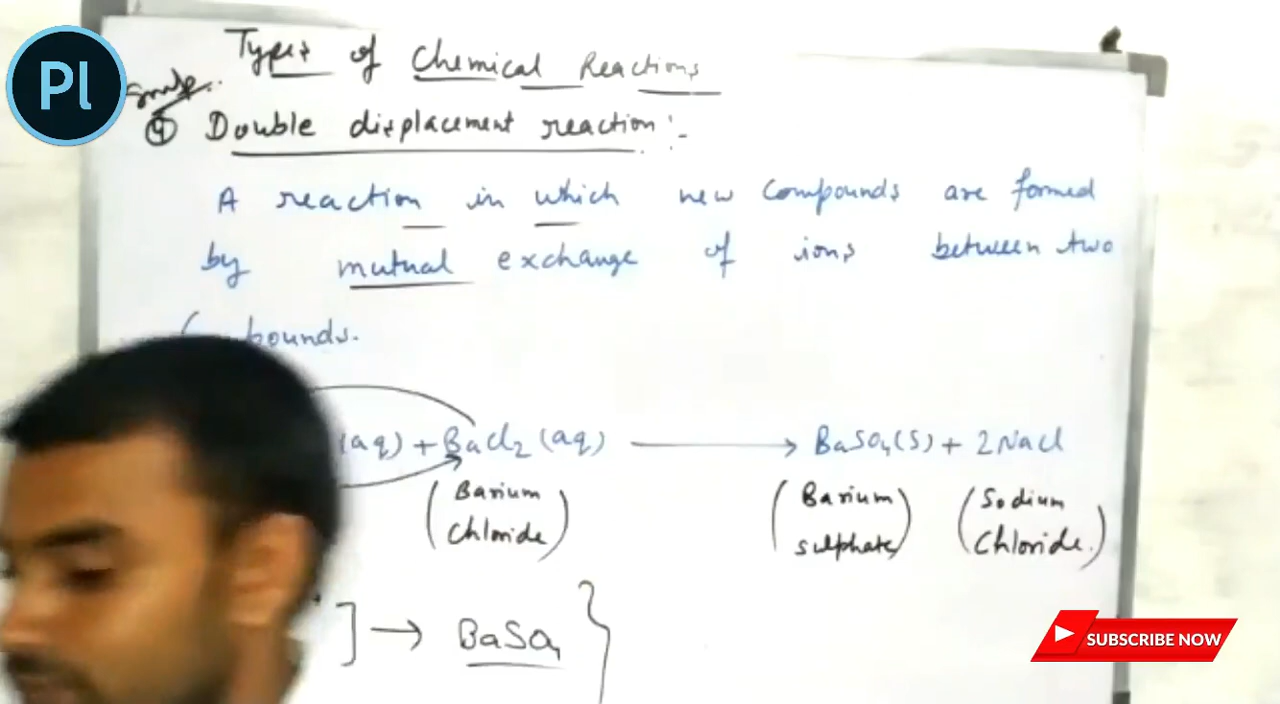 Pl
Types of Chemical Reactions
④ Double displacement reaction:-
A reaction in which new compounds are formed
by mutual exchange of ions between two
bounds.
(aq) + BaCl2 (aq) → BaSO4(s) + 2NaCl
(Barium Chloride) (Barium sulphate) (Sodium Chloride.)
] → BaSO4 }
SUBSCRIBE NOW